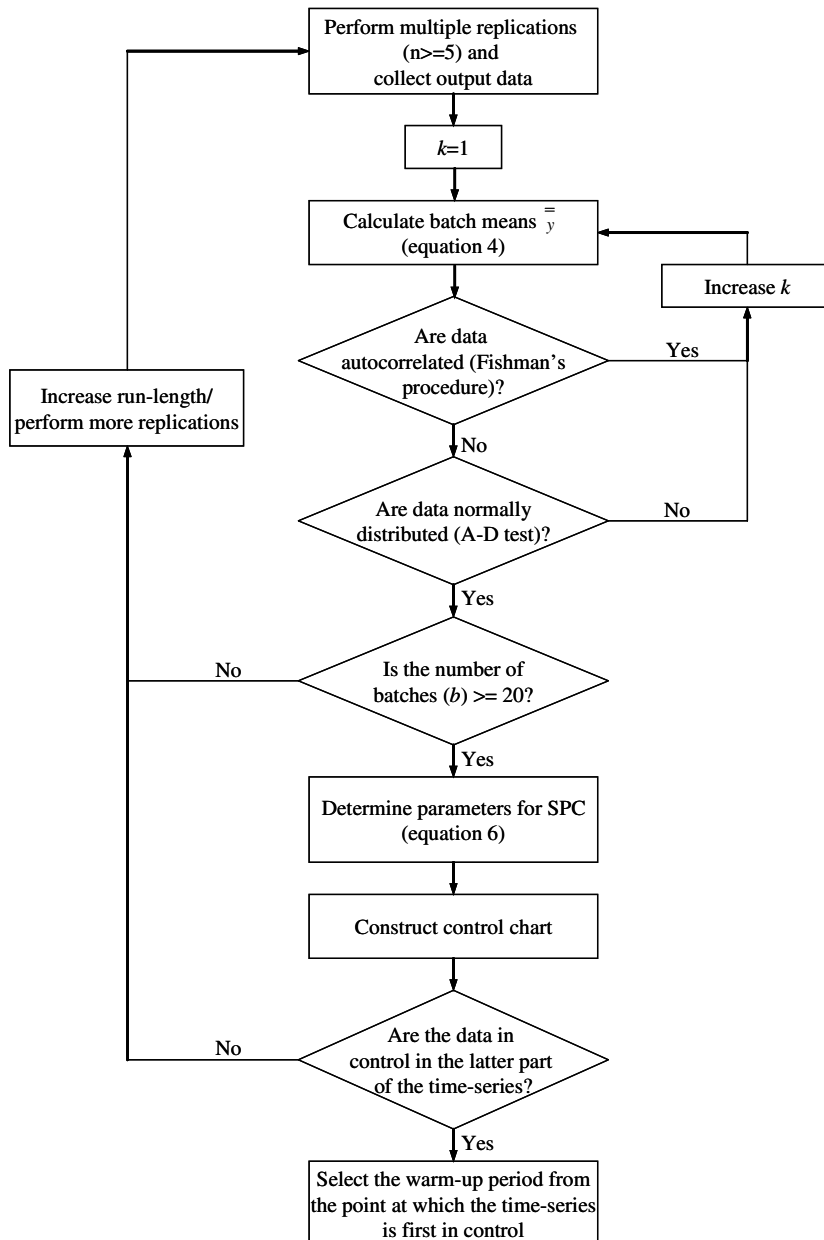 Perform multiple replications
(n>=5) and
collect output data
k=1
Calculate batch means y̿
(equation 4)
Increase k
Are data
autocorrelated (Fishman's
procedure)?
Yes
Increase run-length/
perform more replications
No
Are data normally
distributed (A-D test)?
No
Yes
Is the number of
batches (b) >= 20?
No
Yes
Determine parameters for SPC
(equation 6)
Construct control chart
Are the data in
control in the latter part
of the time-series?
No
Yes
Select the warm-up period from
the point at which the time-series
is first in control